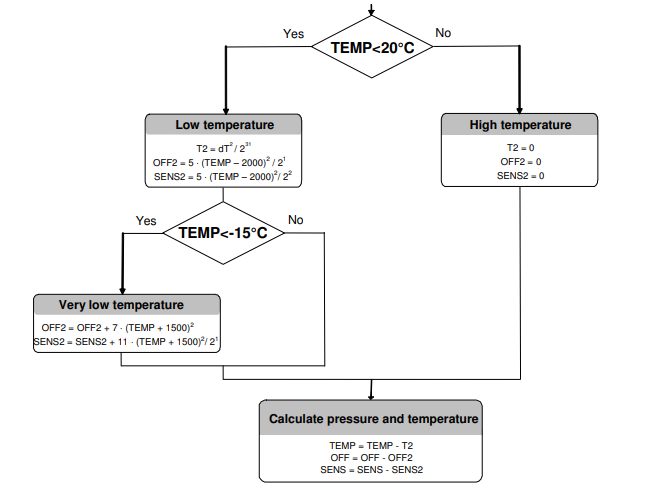 Yes
No
TEMP<20°C
Low temperature
T2 = dT² / 2³¹
OFF2 = 5 · (TEMP – 2000)² / 2¹
SENS2 = 5 · (TEMP – 2000)²/ 2²
High temperature
T2 = 0
OFF2 = 0
SENS2 = 0
Yes
No
TEMP<-15°C
Very low temperature
OFF2 = OFF2 + 7 · (TEMP + 1500)²
SENS2 = SENS2 + 11 · (TEMP + 1500)²/ 2¹
Calculate pressure and temperature
TEMP = TEMP - T2
OFF = OFF - OFF2
SENS = SENS - SENS2